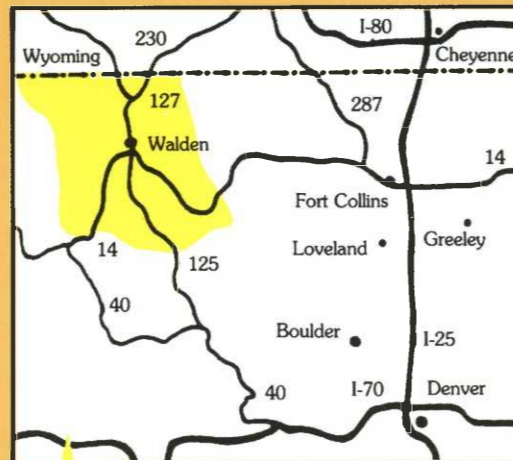 230
I-80
Wyoming
Cheyenne
127
287
Walden
14
Fort Collins
Loveland
Greeley
14
125
40
Boulder
I-25
40
I-70
Denver